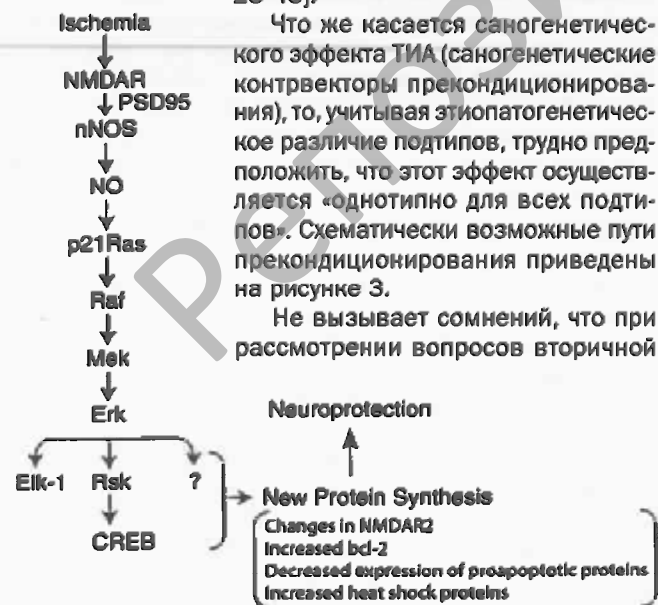 Ischemia
NMDAR
PSD95
nNOS
NO
p21Ras
Raf
Mek
Erk
Elk-1 Rsk ?
CREB
Что же касается саногенетичес-
кого эффекта ТИА (саногенетические
контрвекторы прекондиционирова-
ния), то, учитывая этиопатогенетичес-
кое различие подтипов, трудно пред-
положить, что этот эффект осуществ-
ляется «однотипно для всех подти-
пов». Схематически возможные пути
прекондиционирования приведены
на рисунке 3.
Не вызывает сомнений, что при
рассмотрении вопросов вторичной
Neuroprotection
New Protein Synthesis
Changes in NMDAR2
Increased bcl-2
Decreased expression of proapoptotic proteins
Increased heat shock proteins